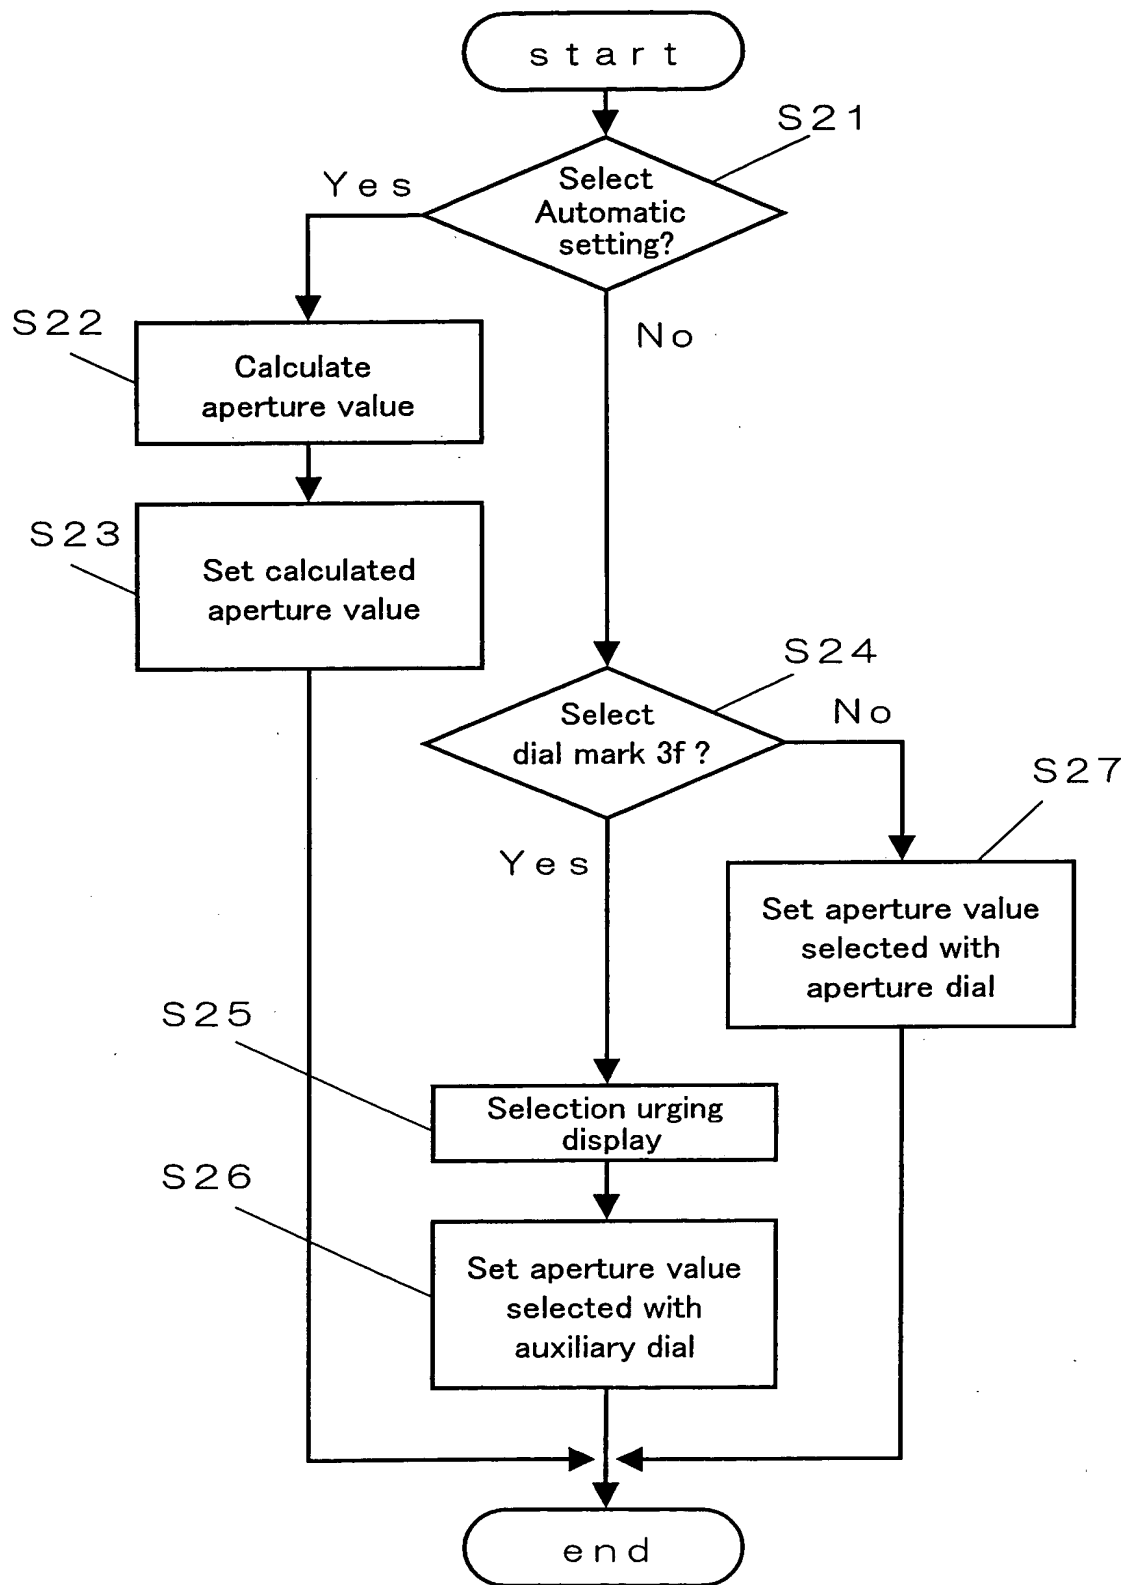 start
S21
Select
Automatic
setting?
Yes
No
S22
Calculate
aperture value
S23
Set calculated
aperture value
S24
Select
dial mark 3f ?
No
Yes
S27
Set aperture value
selected with
aperture dial
S25
Selection urging
display
S26
Set aperture value
selected with
auxiliary dial
end